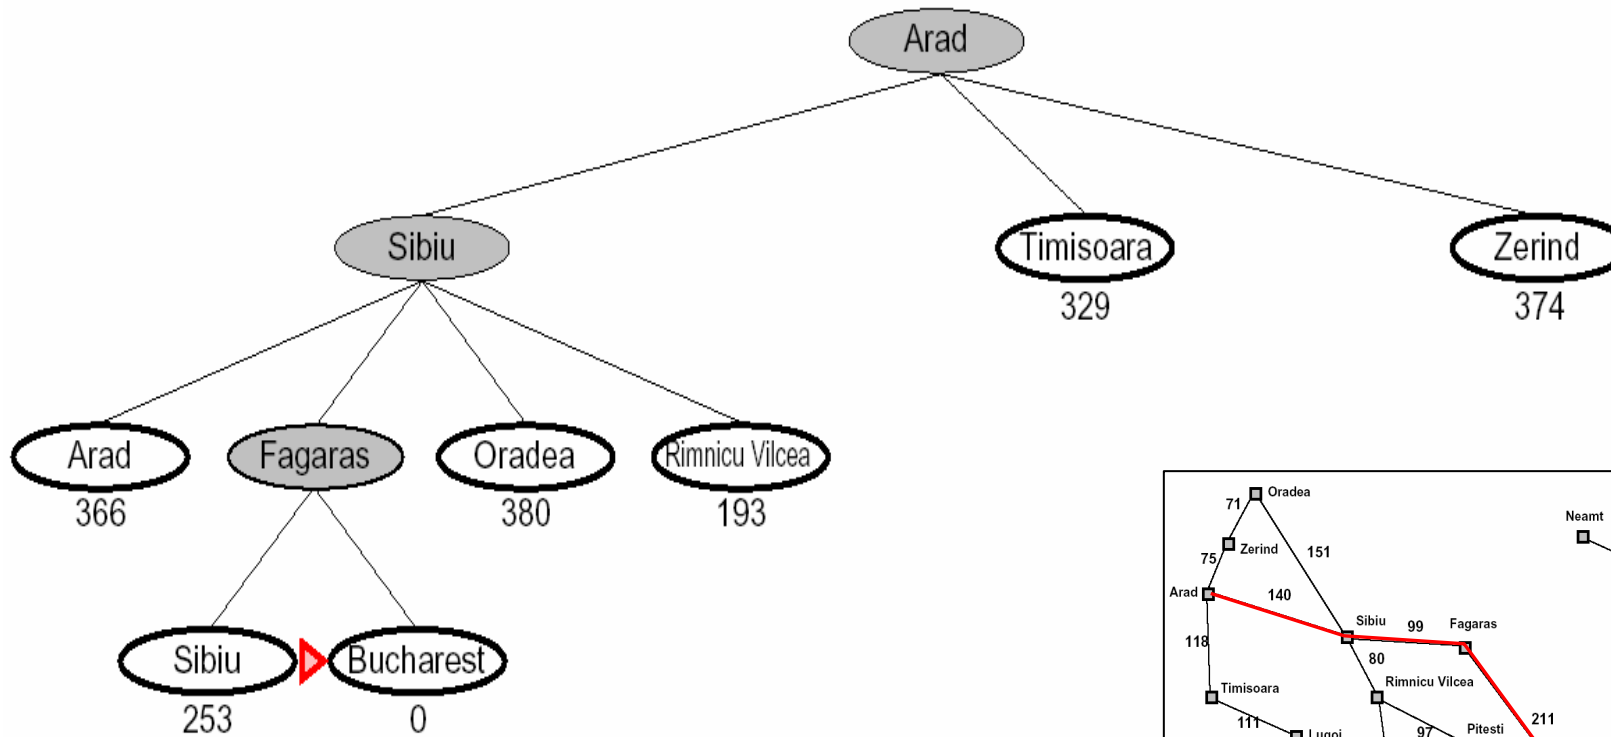 Arad
Sibiu
Timisoara
Zerind
329
374
Arad
Fagaras
Oradea
Rimnicu Vilcea
366
380
193
Sibiu
Bucharest
253
0
Oradea
71
Neamt
Zerind
151
75
Arad
140
Sibiu
99
Fagaras
118
80
Timisoara
Rimnicu Vilcea
211
111
97
Pitesti
Lugoj